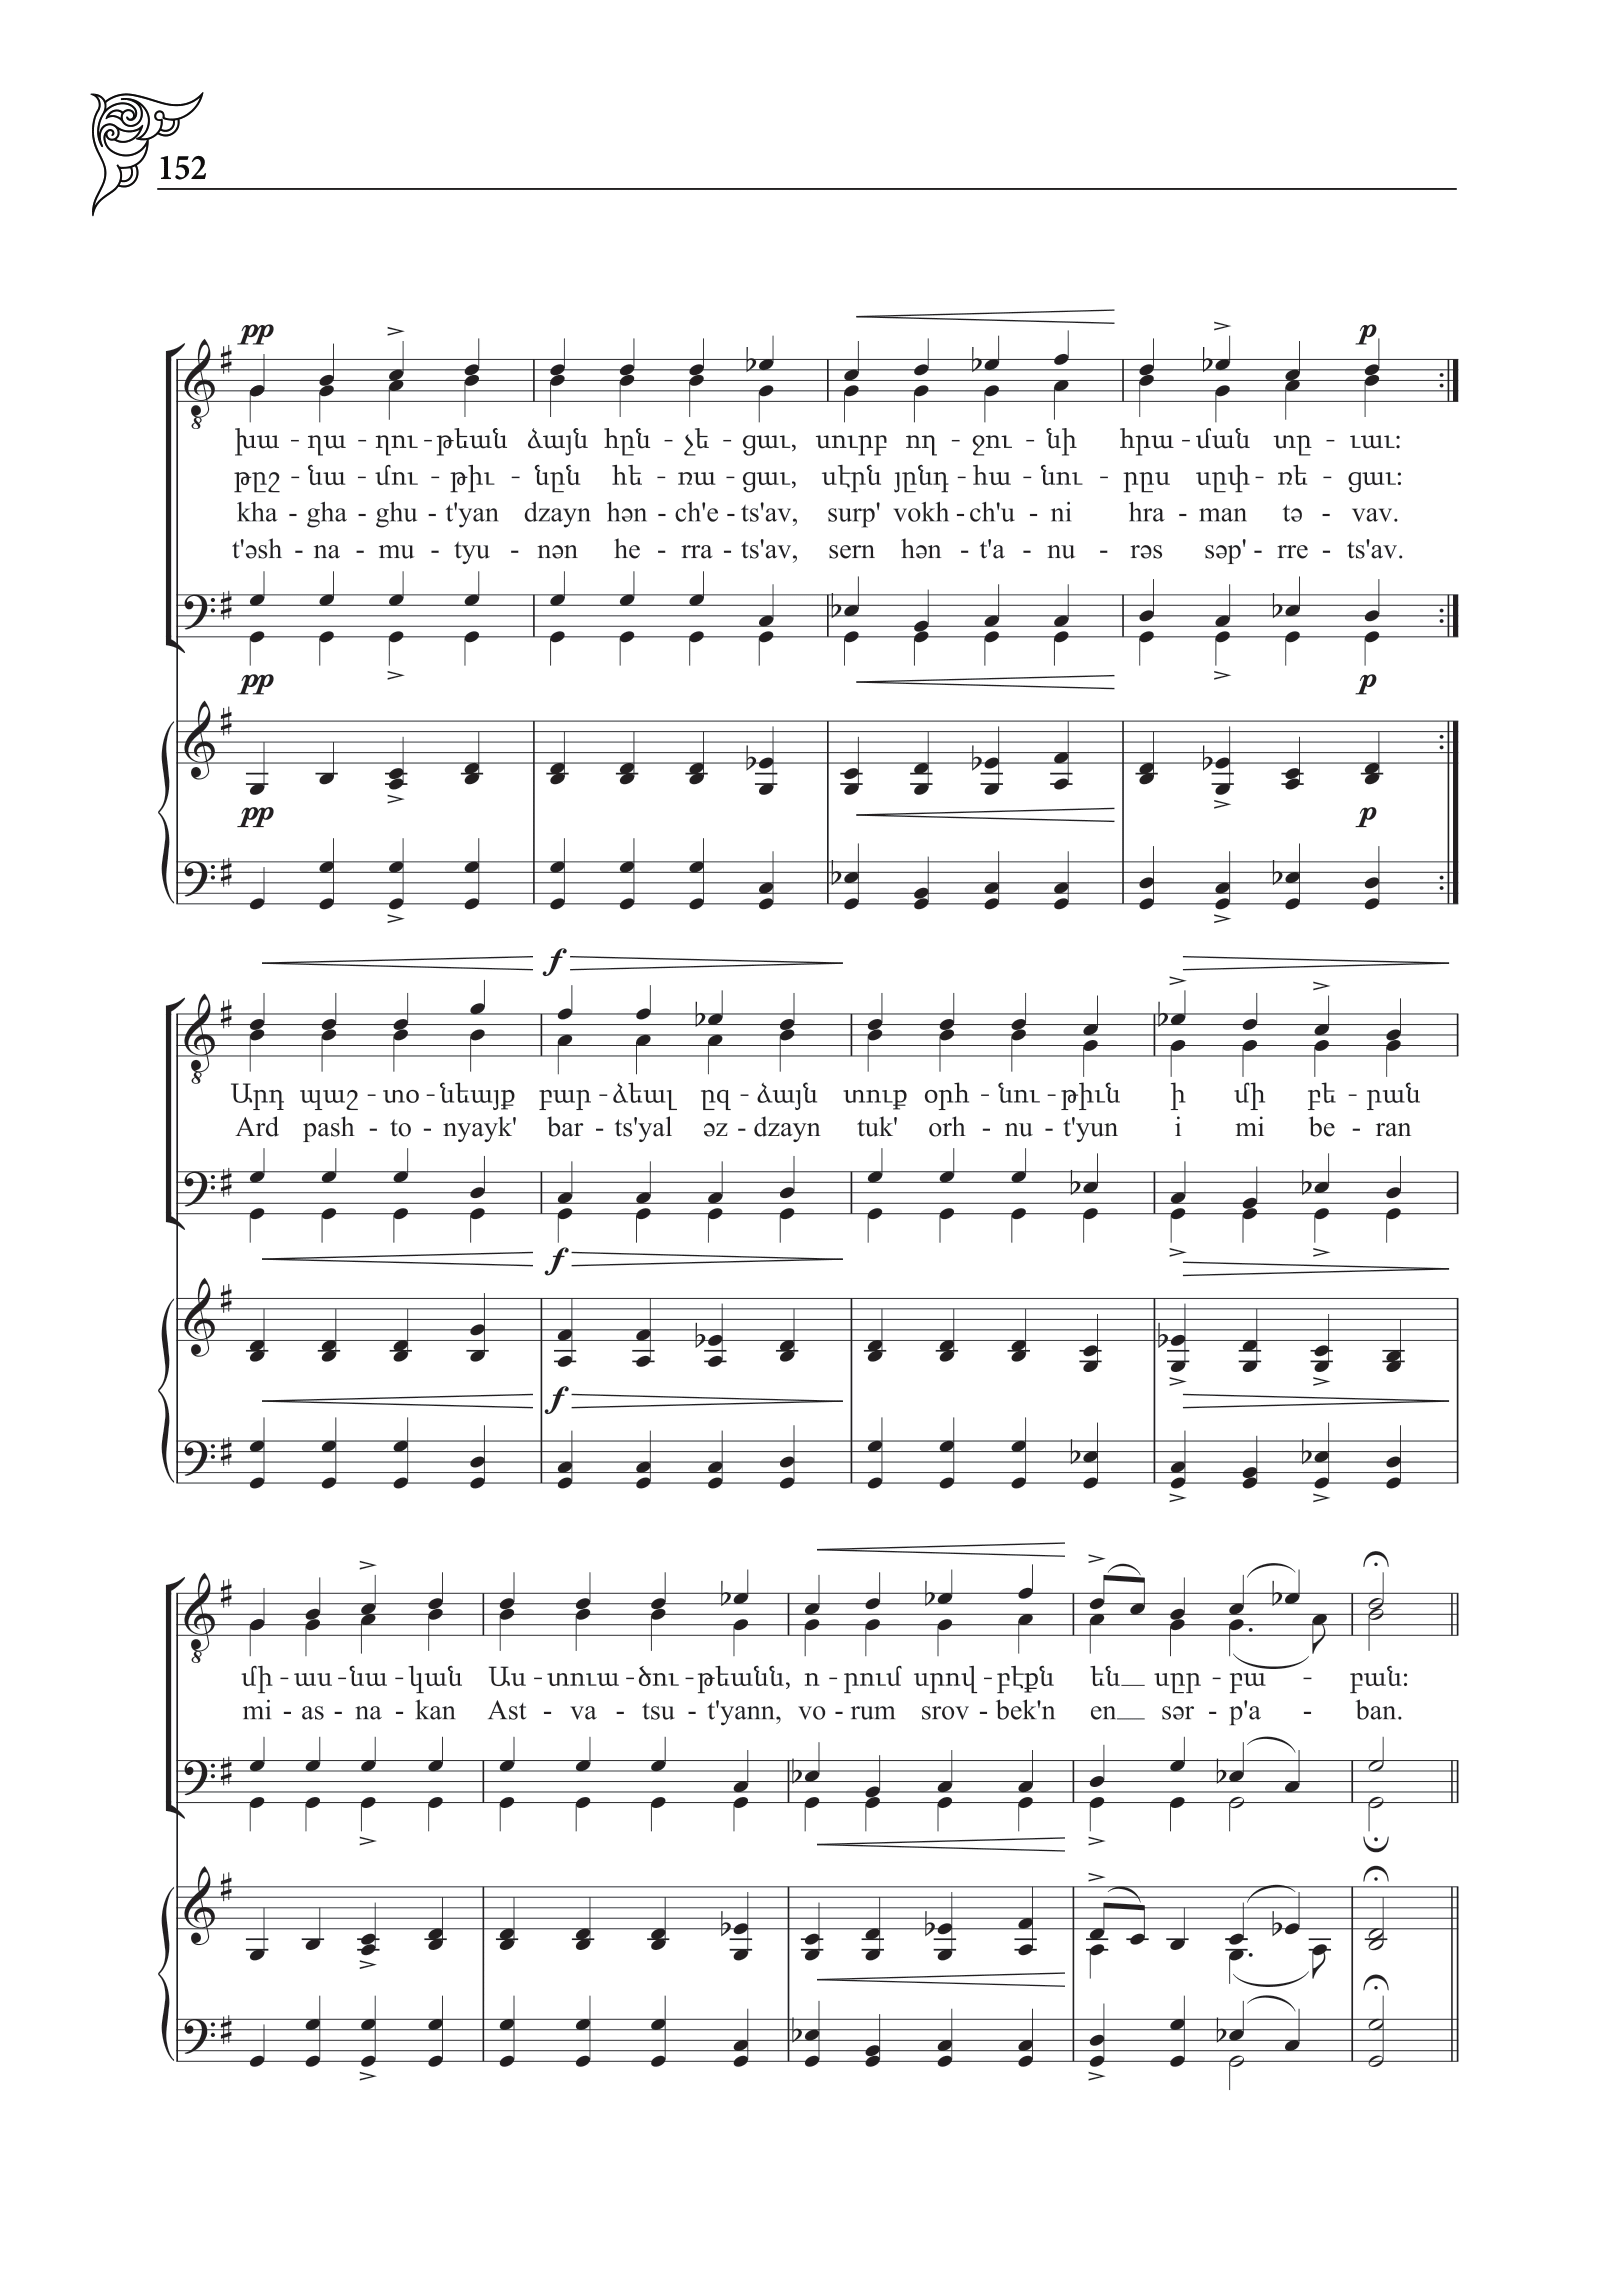 152
pp p
խա - ղա - ղու - թեան ձայն հըն - չե - ցաւ, սուրբ ող - ջու - նի հրա - ման տը - ւաւ:
թըշ - նա - մու - թիւ - նըն հե - ռա - ցաւ, սէրն յընդ - հա - նու - րըս սըփ - ռե - ցաւ:
kha - gha - ghu - t'yan dzayn hən - ch'e - ts'av, surp' vokh - ch'u - ni hra - man tə - vav.
t'əsh - na - mu - tyu - nən he - rra - ts'av, sern hən - t'a - nu - rəs səp' - rre - ts'av.
pp p
pp p
f
8
Արդ պաշ - տօ - նեայք բար - ձեալ ըզ - ձայն տուք օրհ - նու - թիւն ի մի բե - րան
Ard pash - to - nyayk' bar - ts'yal əz - dzayn tuk' orh - nu - t'yun i mi be - ran
f
f
8
մի - աս - նա - կան Աս - տուա - ծու - թեանն, ո - րում սրով - բէքն են սըր - բա - բան:
mi - as - na - kan Ast - va - tsu - t'yann, vo - rum srov - bek'n en sər - p'a - ban.